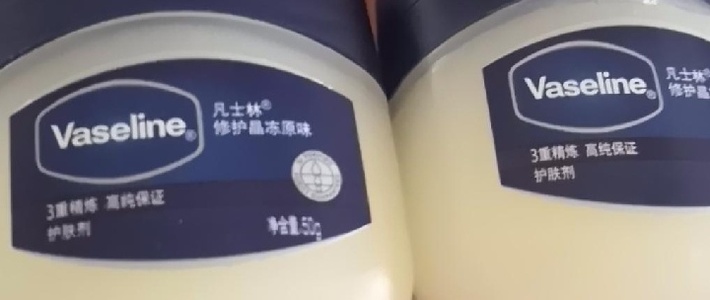 Vaseline®
凡士林®
修护晶冻原味
3重精炼 高纯保证
护肤剂
净含量:50g
Vaseline®
凡士林®
修护晶
3重精炼 高纯保证
护肤剂